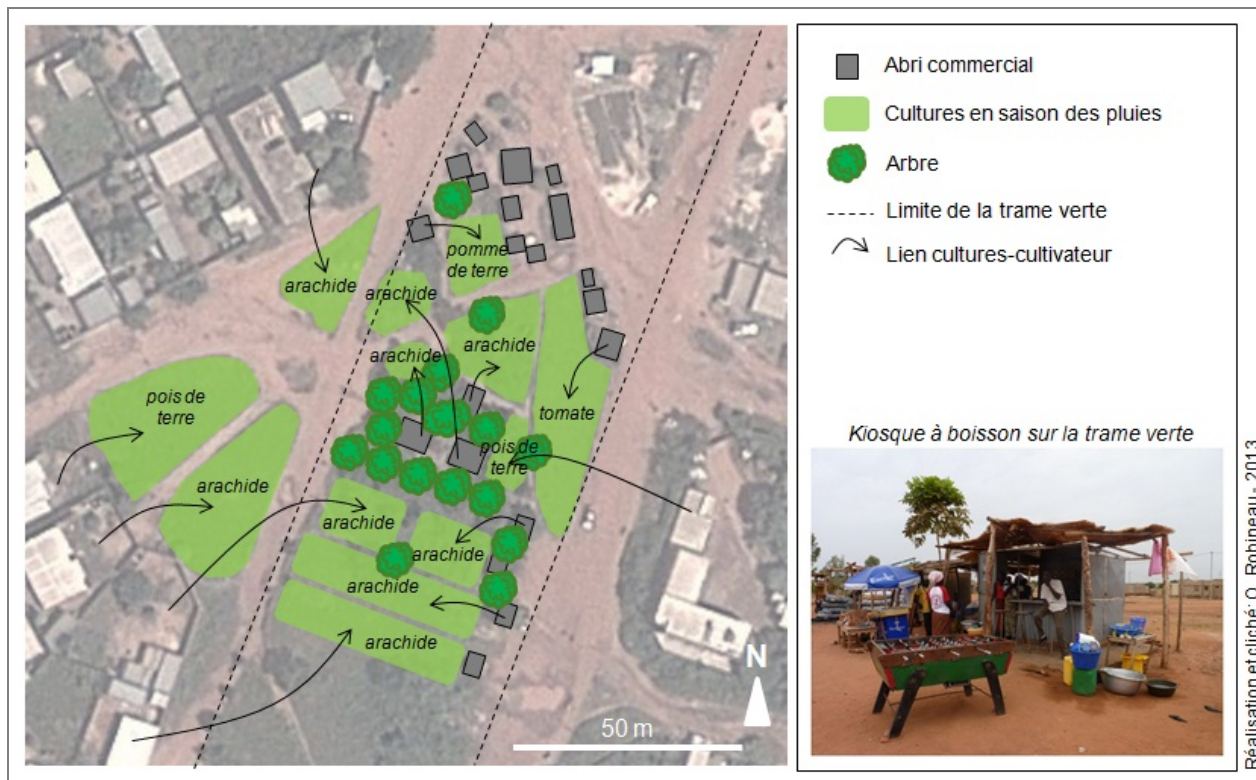 arachide
pomme
de terre
arachide
arachide
arachide
pois de
terre
tomate
pois de
terre
arachide
arachide
arachide
arachide
arachide
N
50 m
Abri commercial
Cultures en saison des pluies
Arbre
Limite de la trame verte
Lien cultures-cultivateur
Kiosque à boisson sur la trame verte
Réalisation et cliché: O. Robineau - 2013